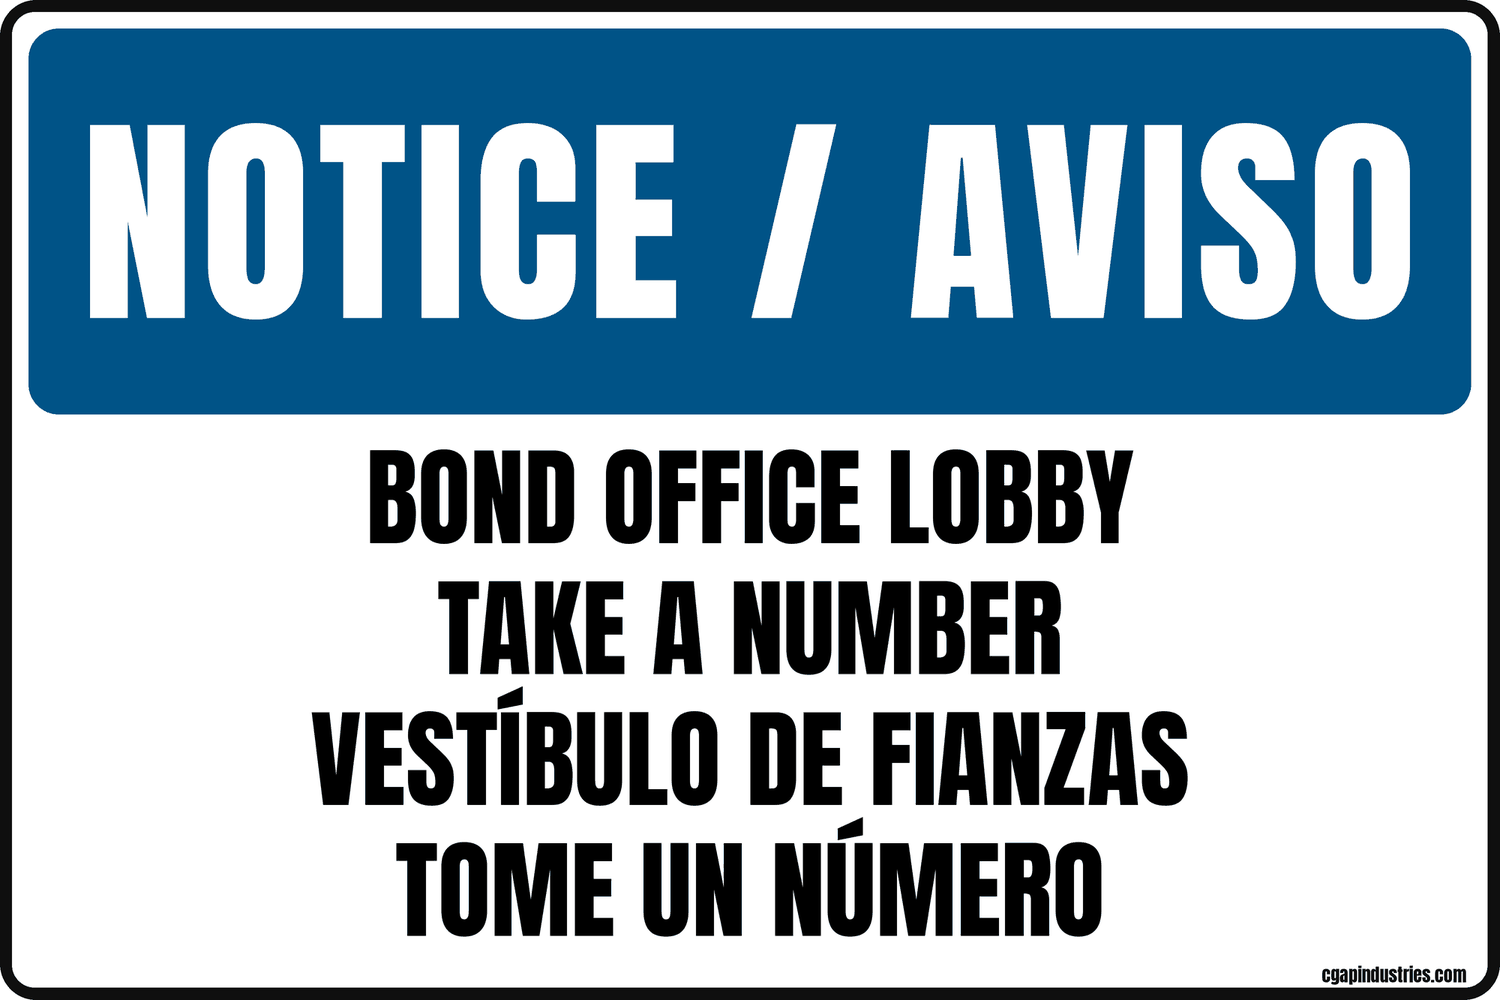 NOTICE / AVISO
BOND OFFICE LOBBY
TAKE A NUMBER
VESTÍBULO DE FIANZAS
TOME UN NÚMERO
cgapindustries.com